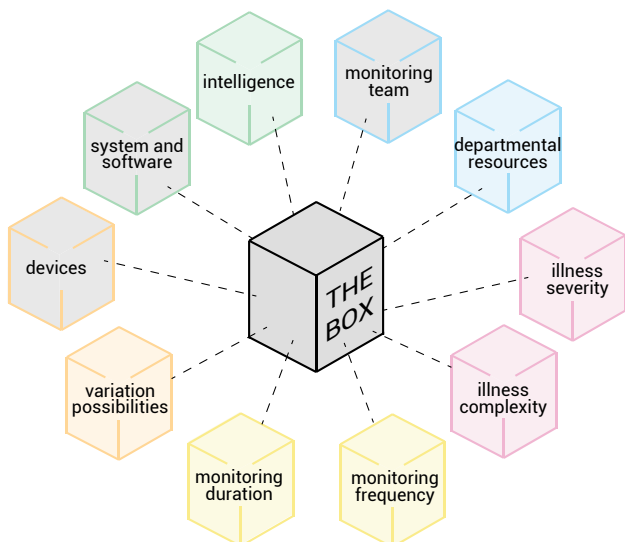 intelligence
monitoring
team
system and
software
departmental
resources
devices
THE
BOX
illness
severity
variation
possibilities
illness
complexity
monitoring
duration
monitoring
frequency